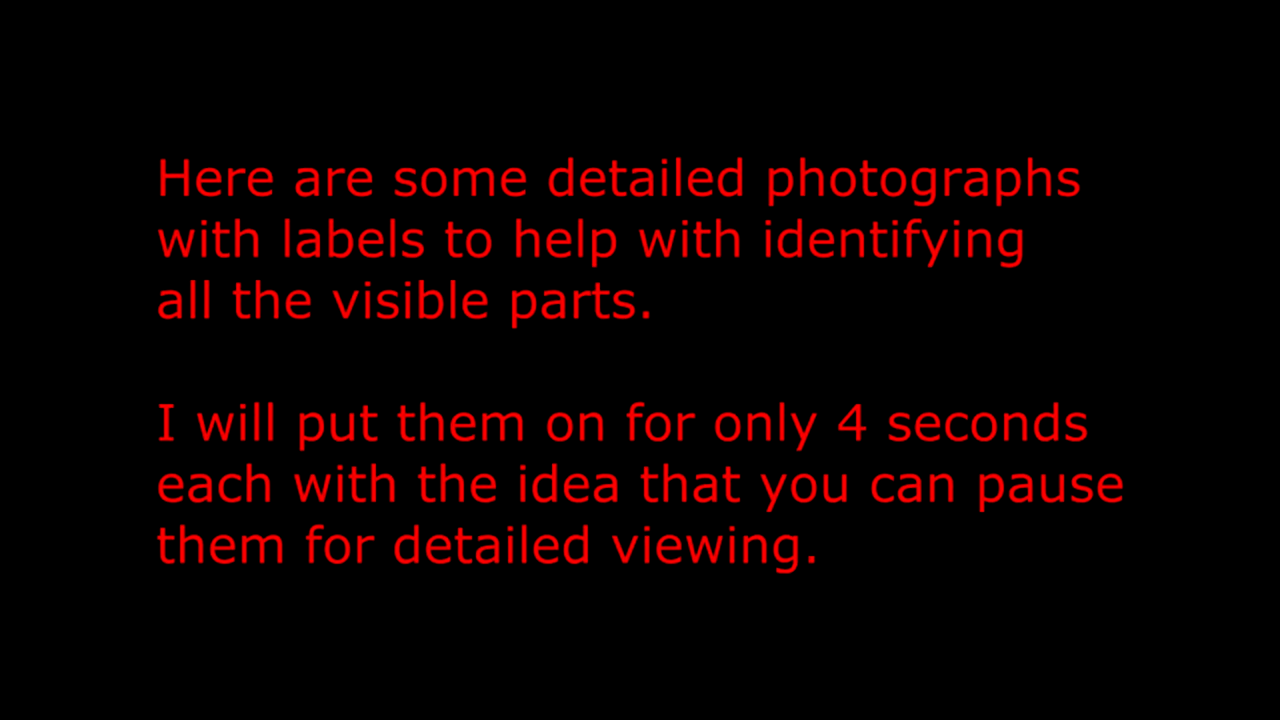 Here are some detailed photographs
with labels to help with identifying
all the visible parts.
I will put them on for only 4 seconds
each with the idea that you can pause
them for detailed viewing.